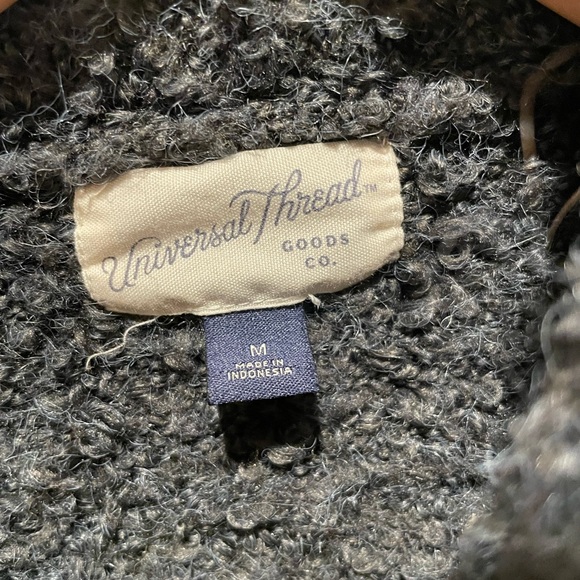 Universal Thread™
GOODS
CO.
M
MADE IN
INDONESIA